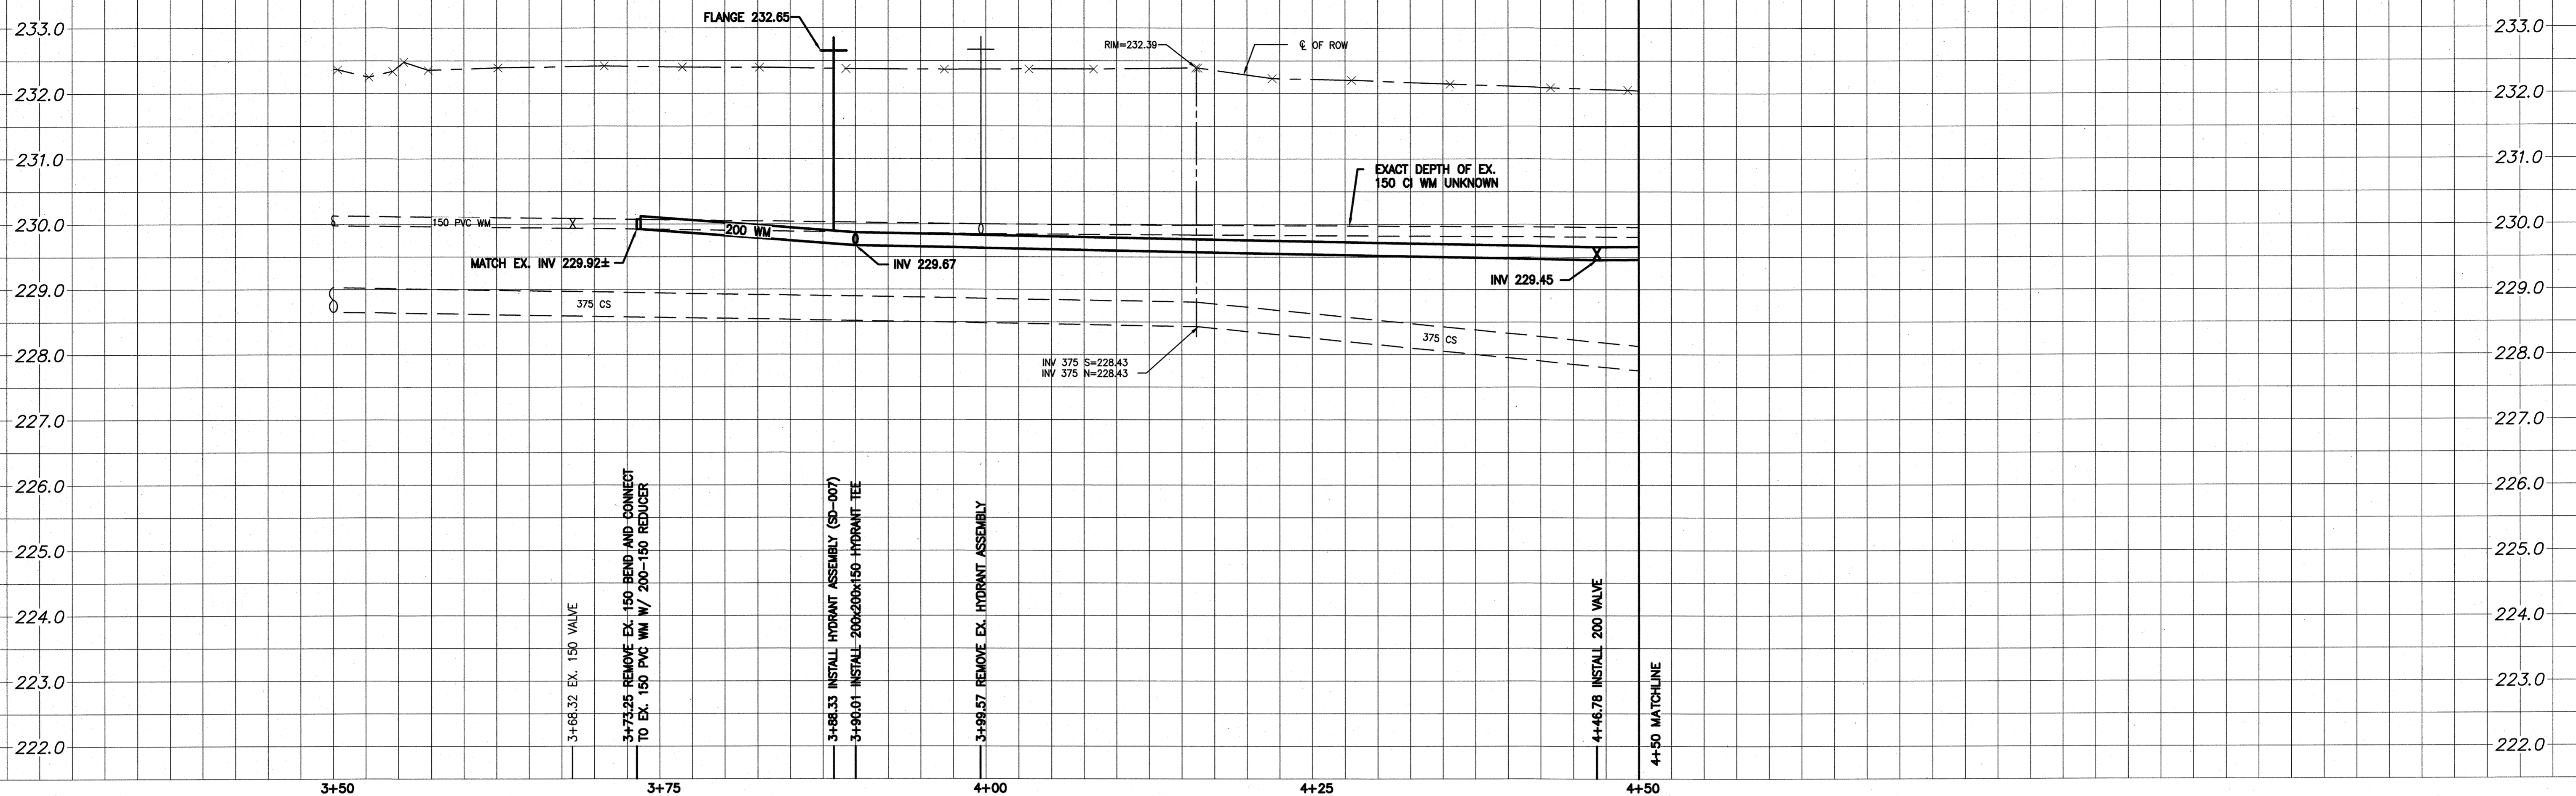 FLANGE 232.65
RIM=232.39
℄ OF ROW
233.0
233.0
232.0
232.0
231.0
231.0
EXACT DEPTH OF EX.
150 CI WM UNKNOWN
230.0
230.0
150 PVC WM
200 WM
MATCH EX. INV 229.92±
INV 229.67
INV 229.45
229.0
229.0
375 CS
375 CS
228.0
228.0
INV 375 S=228.43
INV 375 N=228.43
227.0
227.0
226.0
226.0
225.0
225.0
224.0
224.0
223.0
223.0
222.0
222.0
3+68.32 EX. 150 VALVE
3+73.25 REMOVE EX. 150 BEND AND CONNECT
TO EX. 150 PVC WM W/ 200-150 REDUCER
3+88.33 INSTALL HYDRANT ASSEMBLY (SD-007)
3+90.01 INSTALL 200x200x150 HYDRANT TEE
3+99.57 REMOVE EX. HYDRANT ASSEMBLY
4+46.78 INSTALL 200 VALVE
4+50 MATCHLINE
3+50
3+75
4+00
4+25
4+50